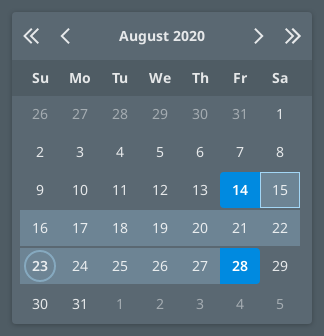 August 2020
Su Mo Tu We Th Fr Sa
26 27 28 29 30 31 1
2 3 4 5 6 7 8
9 10 11 12 13 14 15
16 17 18 19 20 21 22
23 24 25 26 27 28 29
30 31 1 2 3 4 5